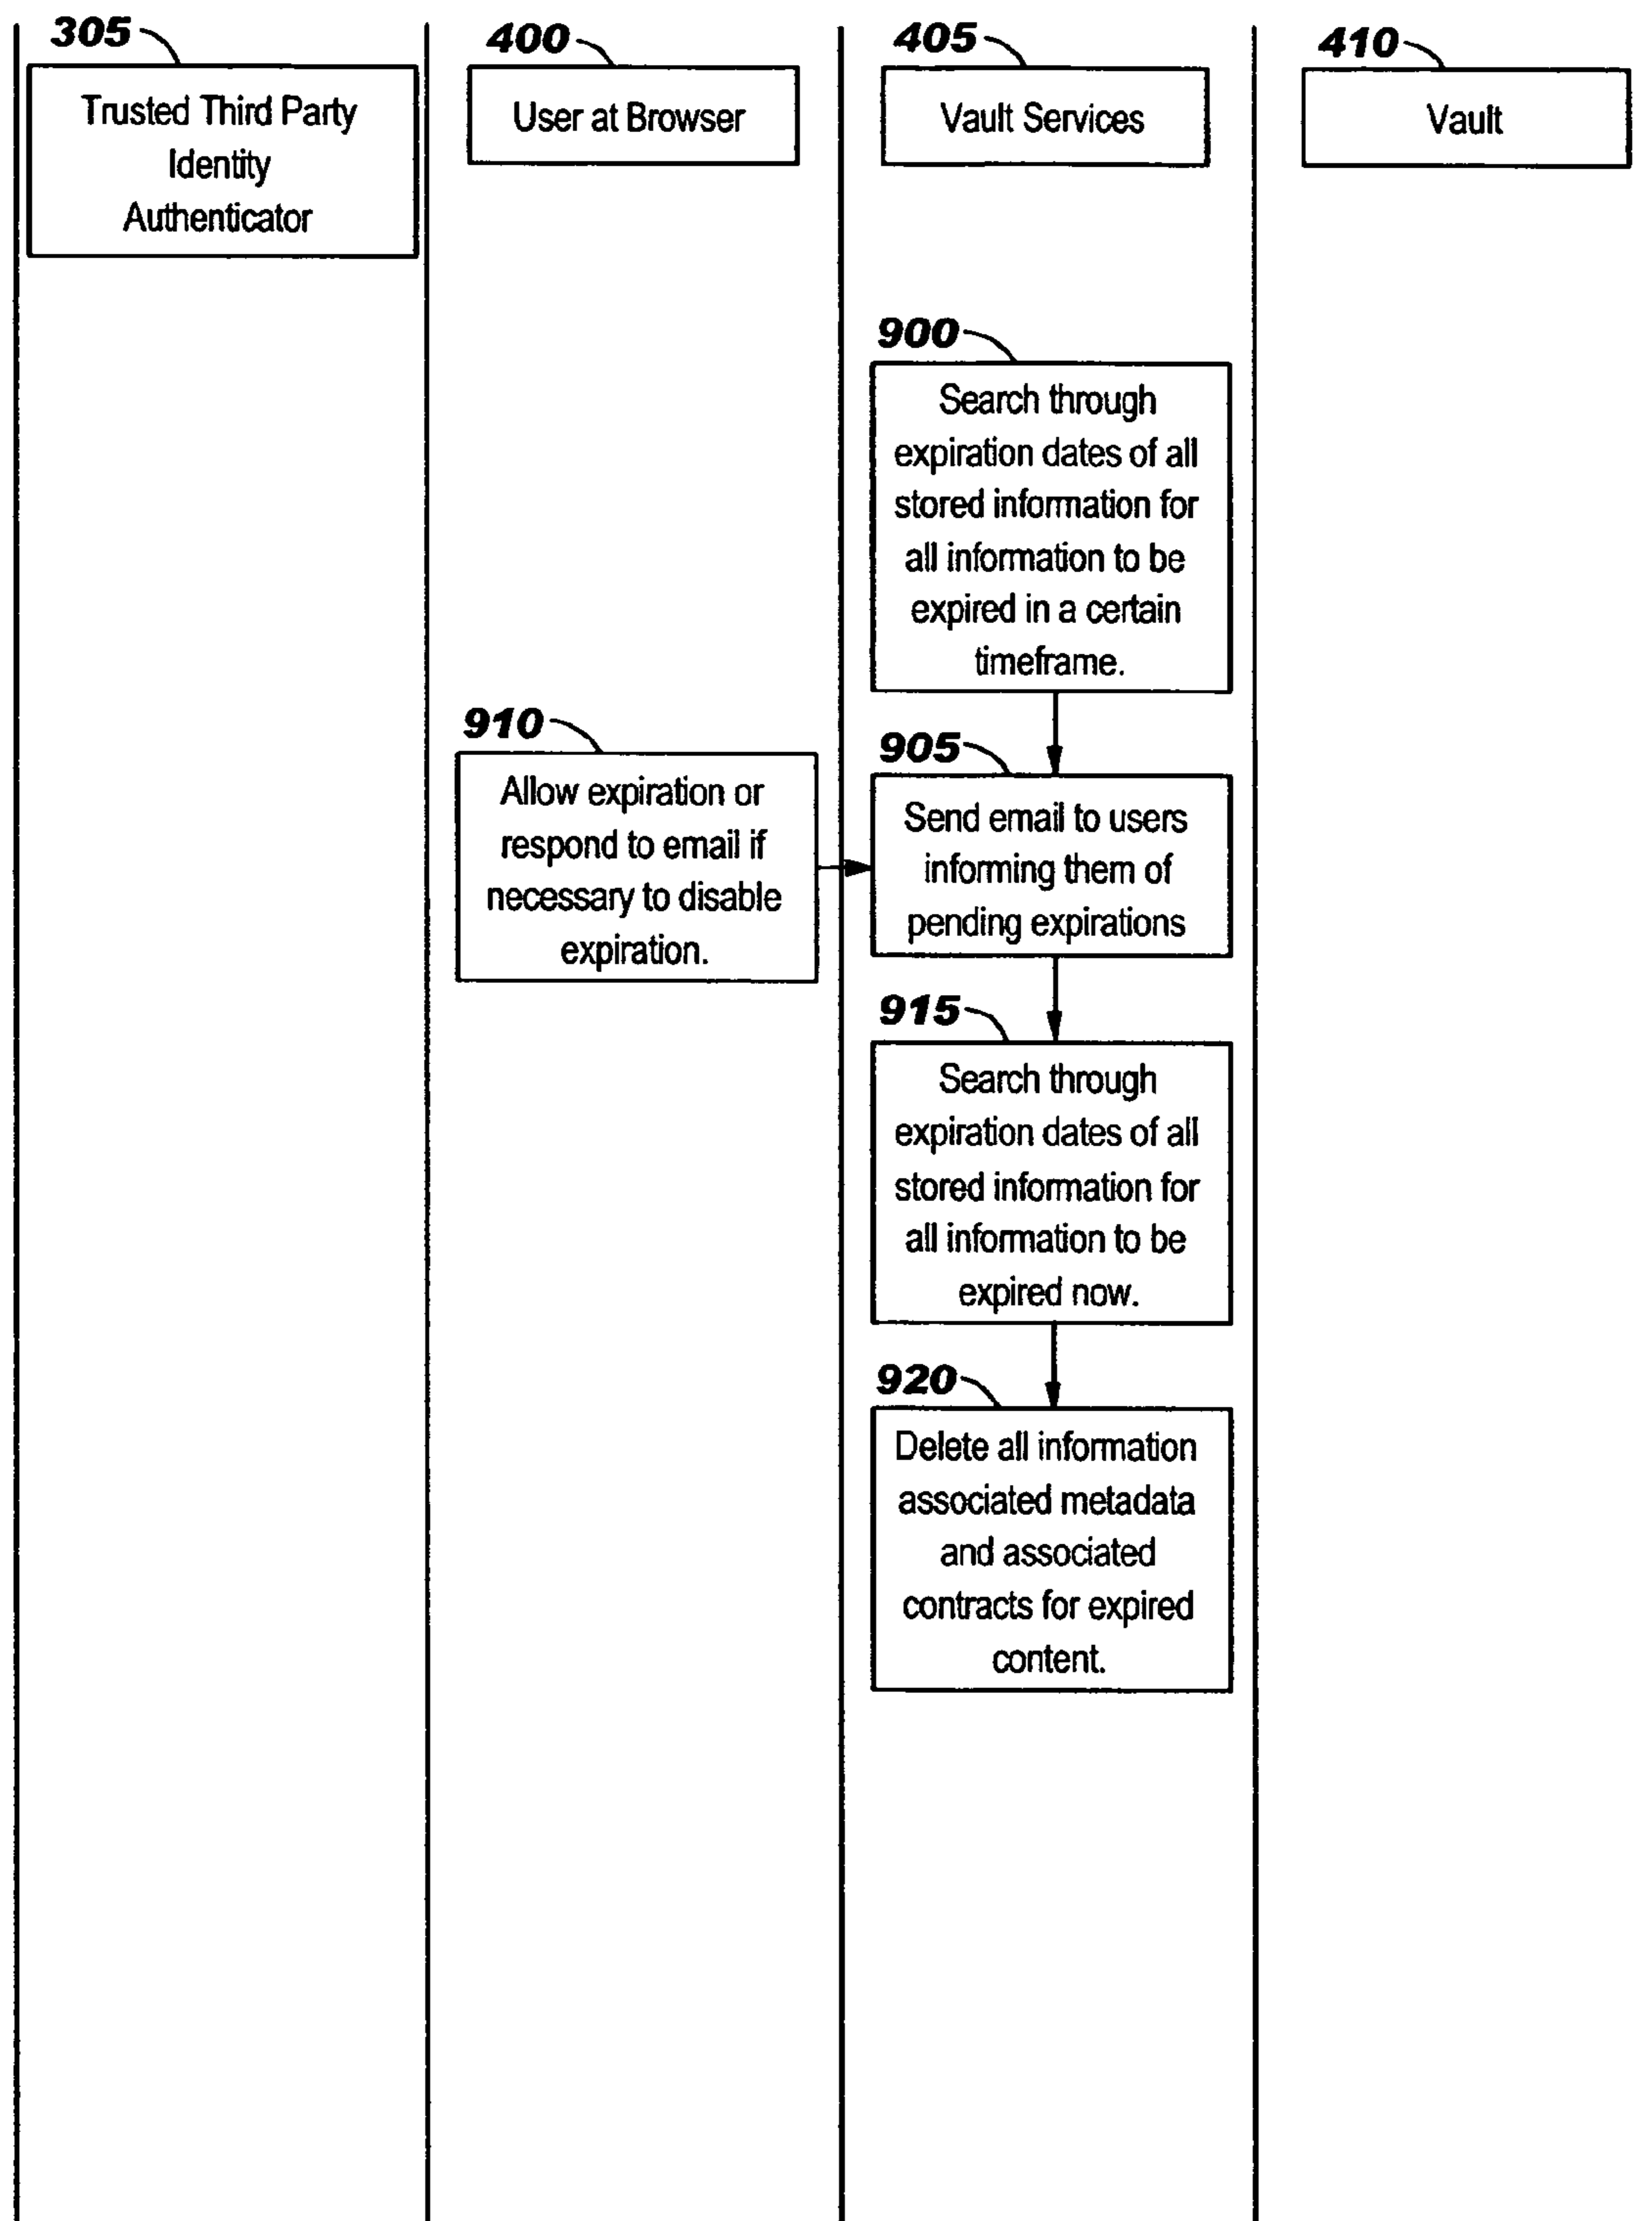 305
Trusted Third Party
Identity
Authenticator
400
User at Browser
405
Vault Services
410
Vault
900
Search through
expiration dates of all
stored information for
all information to be
expired in a certain
timeframe.
910
Allow expiration or
respond to email if
necessary to disable
expiration.
905
Send email to users
informing them of
pending expirations
915
Search through
expiration dates of all
stored information for
all information to be
expired now.
920
Delete all information
associated metadata
and associated
contracts for expired
content.